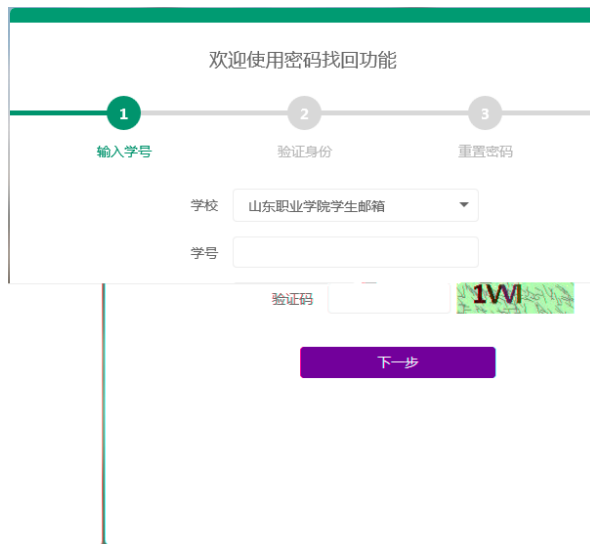 欢迎使用密码找回功能
1 2 3
输入学号 验证身份 重置密码
学校 山东职业学院学生邮箱
学号
验证码
下一步